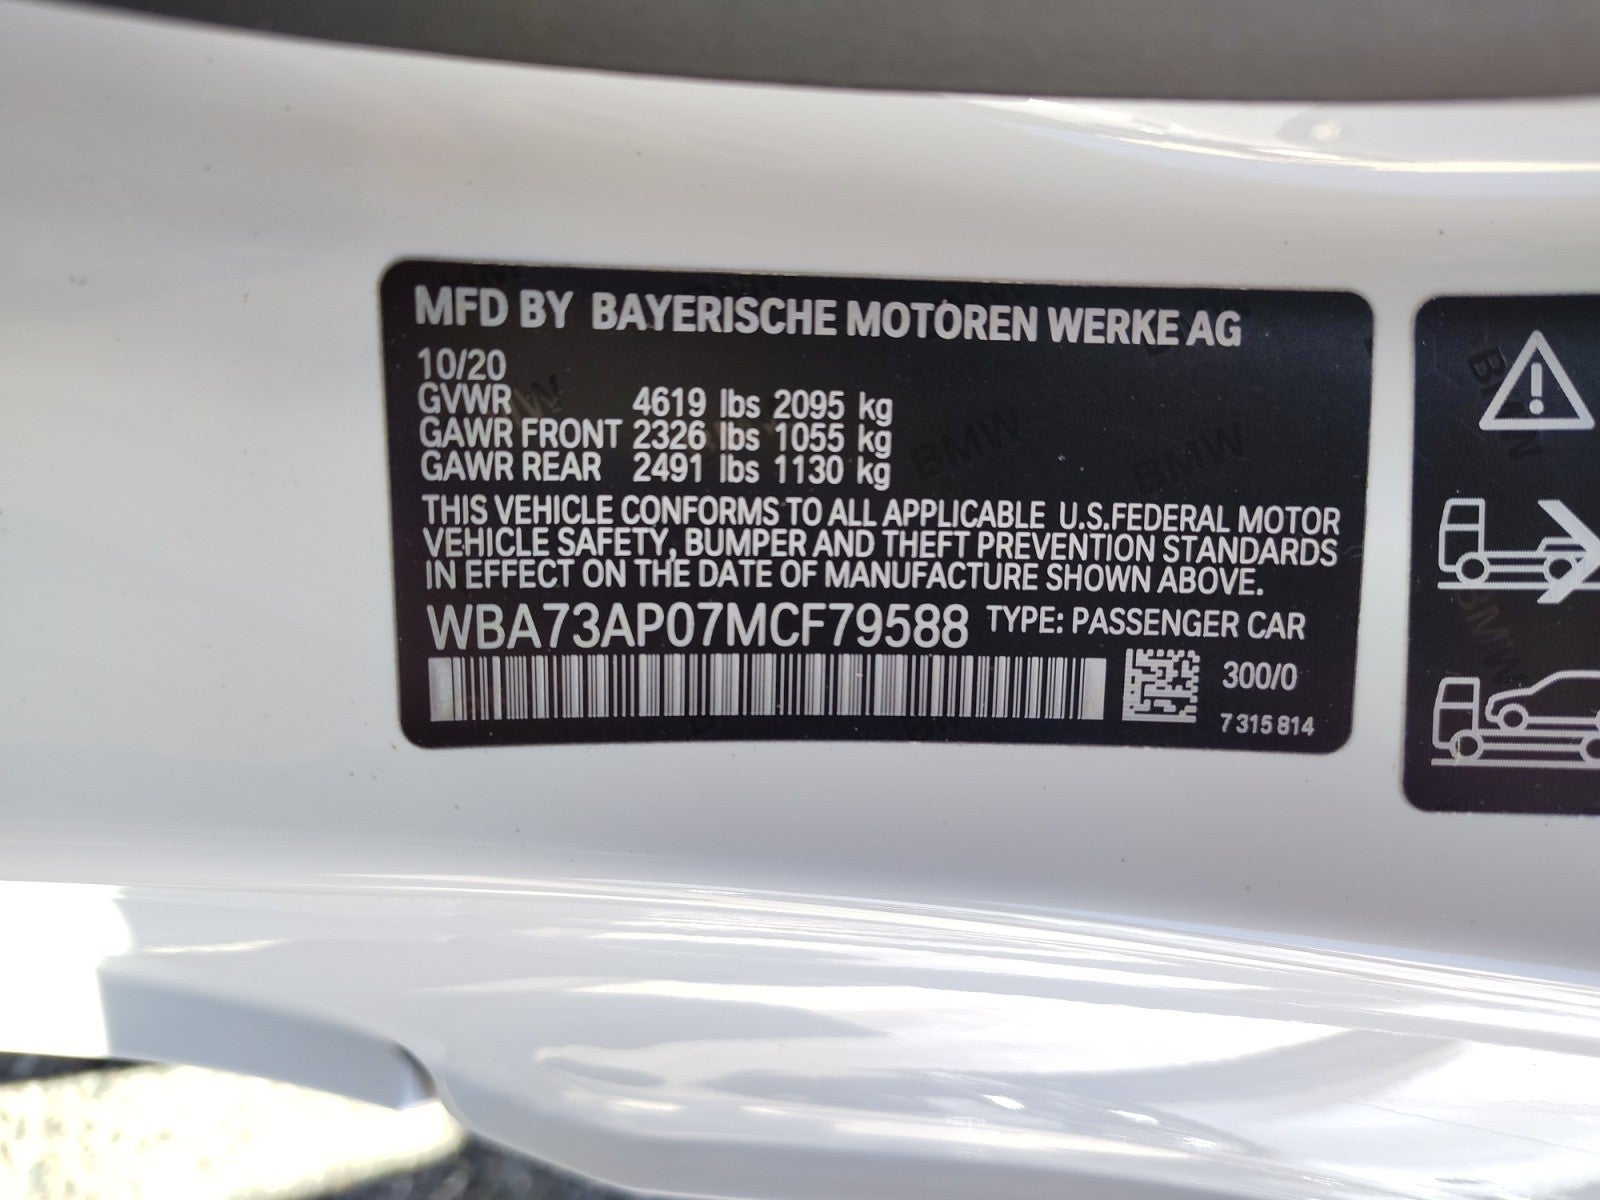 MFD BY BAYERISCHE MOTOREN WERKE AG
10/20
GVWR 4619 lbs 2095 kg
GAWR FRONT 2326 lbs 1055 kg
GAWR REAR 2491 lbs 1130 kg
THIS VEHICLE CONFORMS TO ALL APPLICABLE U.S.FEDERAL MOTOR
VEHICLE SAFETY, BUMPER AND THEFT PREVENTION STANDARDS
IN EFFECT ON THE DATE OF MANUFACTURE SHOWN ABOVE.
WBA73AP07MCF79588 TYPE: PASSENGER CAR
300/0
7 315 814